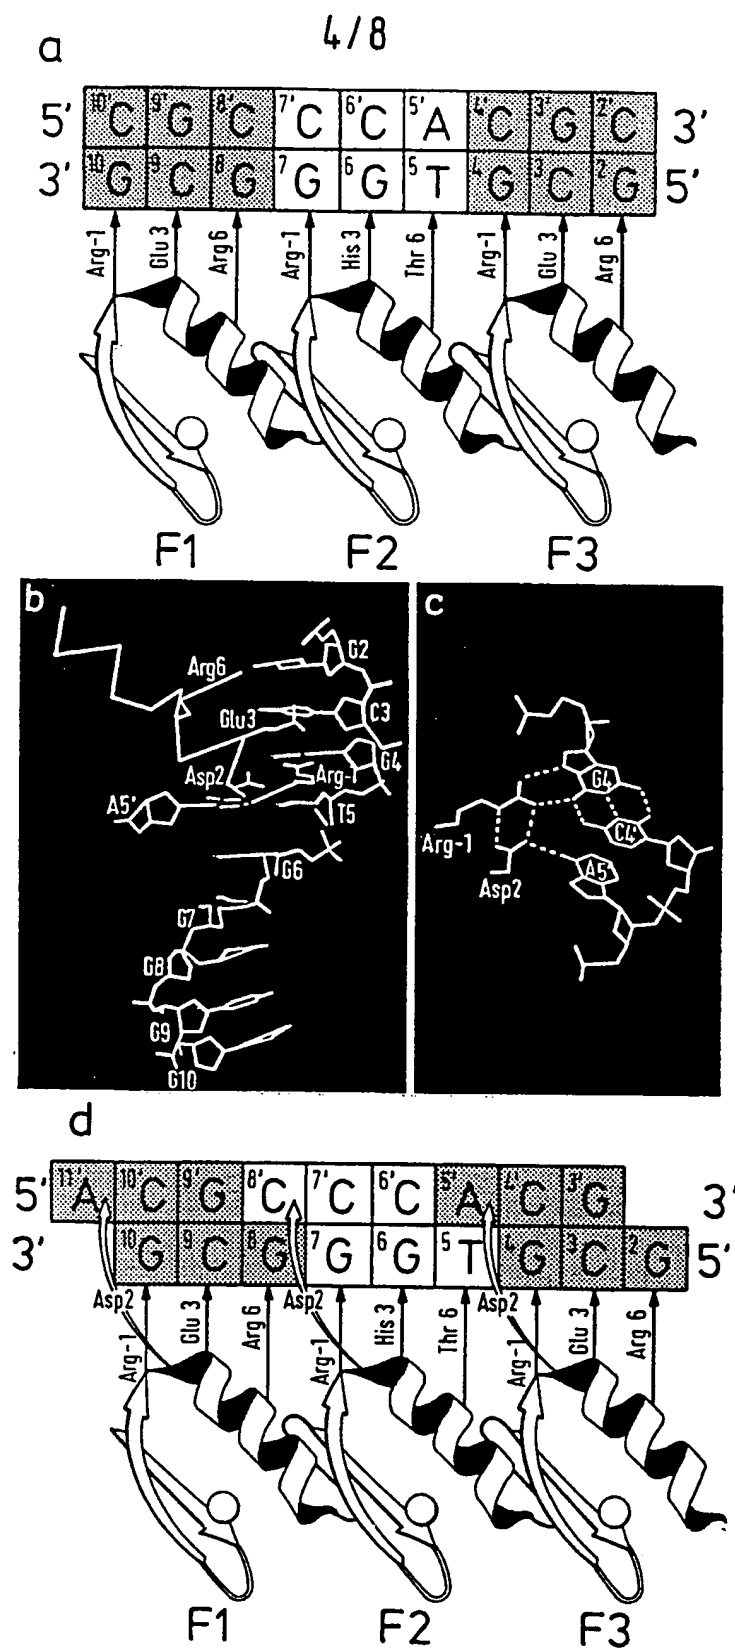 4/8
a
5' 10'C 9'G 8'C 7'C 6'C 5'A 4'C 3'G 2'C 3'
3' 10G 9C 8G 7G 6G 5T 4G 3C 2G 5'
Arg-1 Glu 3 Arg 6 Arg-1 His 3 Thr 6 Arg-1 Glu 3 Arg 6
F1 F2 F3
b
Arg6 G2
Glu3 C3
Asp2 Arg-1 G4
A5' T5
G6
G7
G8
G9
G10
c
G4
Arg-1 C4'
Asp2 A5'
d
5' 11'A 10'C 9'G 8'C 7'C 6'C 5'A 4'C 3'G 3'
3' 10G 9C 8G 7G 6G 5T 4G 3C 2G 5'
Asp2 Asp2 Asp2
Arg-1 Glu 3 Arg 6 Arg-1 His 3 Thr 6 Arg-1 Glu 3 Arg 6
F1 F2 F3